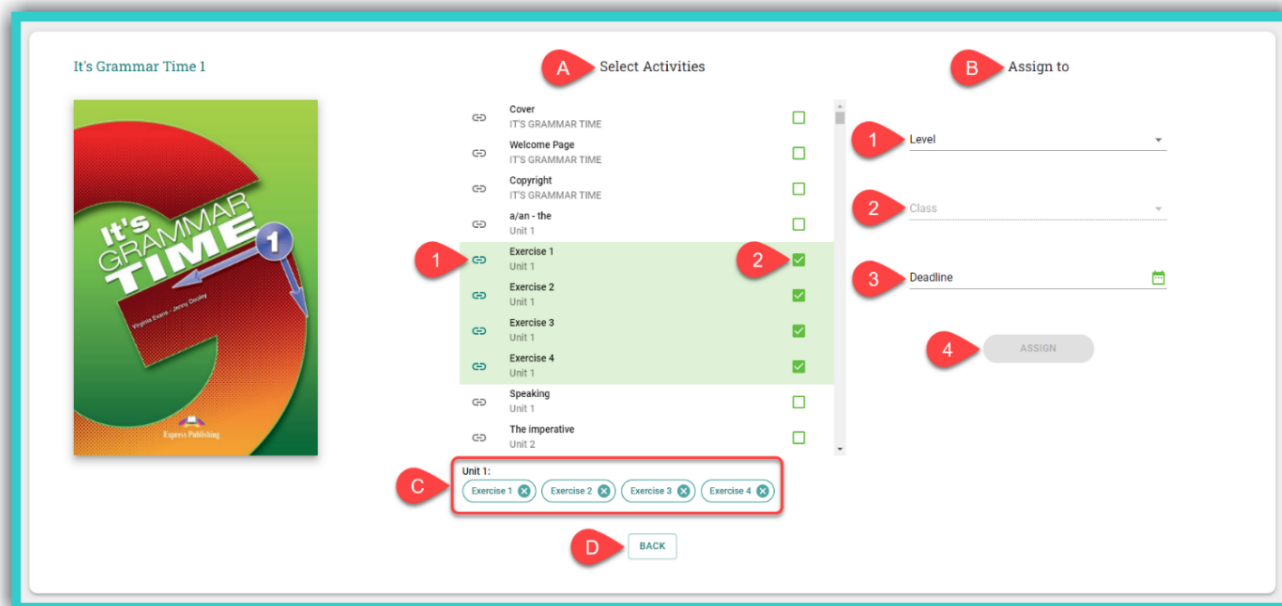 It's Grammar Time 1
It's
GRAMMAR
TIME
1
Virginia Evans - Jenny Dooley
Express Publishing
A
Select Activities
Cover
IT'S GRAMMAR TIME
Welcome Page
IT'S GRAMMAR TIME
Copyright
IT'S GRAMMAR TIME
a/an - the
Unit 1
1
Exercise 1
Unit 1
2
Exercise 2
Unit 1
Exercise 3
Unit 1
Exercise 4
Unit 1
Speaking
Unit 1
The imperative
Unit 2
C
Unit 1:
Exercise 1 Exercise 2 Exercise 3 Exercise 4
D
BACK
B
Assign to
1
Level
2
Class
3
Deadline
4
ASSIGN